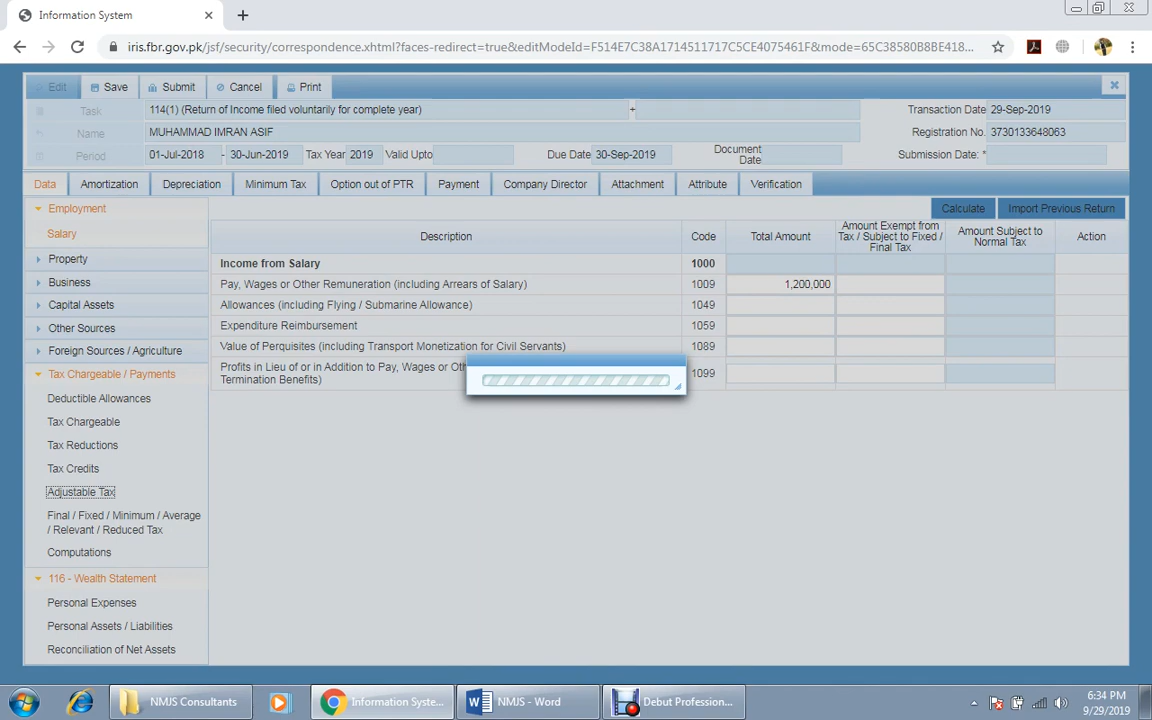 Information System
iris.fbr.gov.pk/jsf/security/correspondence.xhtml?faces-redirect=true&editModeId=F514E7C38A1714511717C5CE4075461F&mode=65C38580B8BE418...
Edit Save Submit Cancel Print
Task 114(1) (Return of Income filed voluntarily for complete year) + Transaction Date 29-Sep-2019
Name MUHAMMAD IMRAN ASIF Registration No. 3730133648063
Period 01-Jul-2018 - 30-Jun-2019 Tax Year 2019 Valid Upto Due Date 30-Sep-2019 Document Date Submission Date: *
Data Amortization Depreciation Minimum Tax Option out of PTR Payment Company Director Attachment Attribute Verification
Employment
Salary
Property
Business
Capital Assets
Other Sources
Foreign Sources / Agriculture
Tax Chargeable / Payments
Deductible Allowances
Tax Chargeable
Tax Reductions
Tax Credits
Adjustable Tax
Final / Fixed / Minimum / Average
/ Relevant / Reduced Tax
Computations
116 - Wealth Statement
Personal Expenses
Personal Assets / Liabilities
Reconciliation of Net Assets
Calculate Import Previous Return
Description Code Total Amount Amount Exempt from Tax / Subject to Fixed / Final Tax Amount Subject to Normal Tax Action
Income from Salary 1000
Pay, Wages or Other Remuneration (including Arrears of Salary) 1009 1,200,000
Allowances (including Flying / Submarine Allowance) 1049
Expenditure Reimbursement 1059
Value of Perquisites (including Transport Monetization for Civil Servants) 1089
Profits in Lieu of or in Addition to Pay, Wages or Oth
Termination Benefits) 1099
NMJS Consultants Information Syste... NMJS - Word Debut Profession...
6:34 PM
9/29/2019